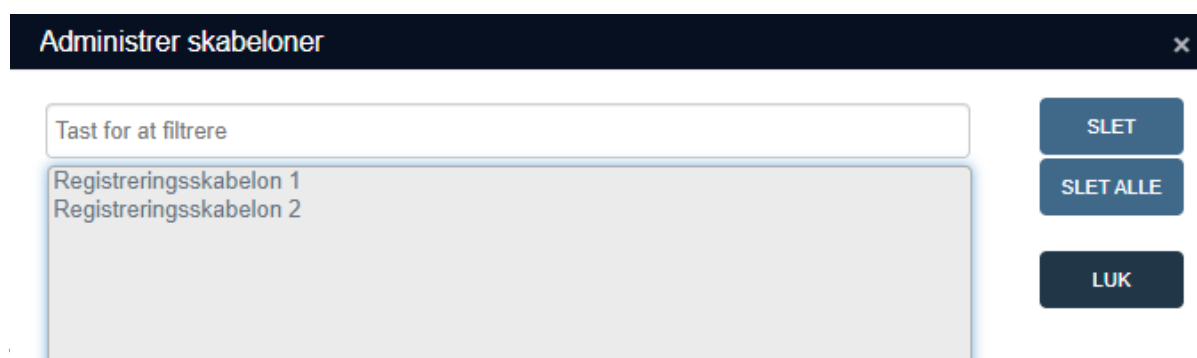 Administrer skabeloner
×
Tast for at filtrere
SLET
Registreringsskabelon 1
Registreringsskabelon 2
SLET ALLE
LUK